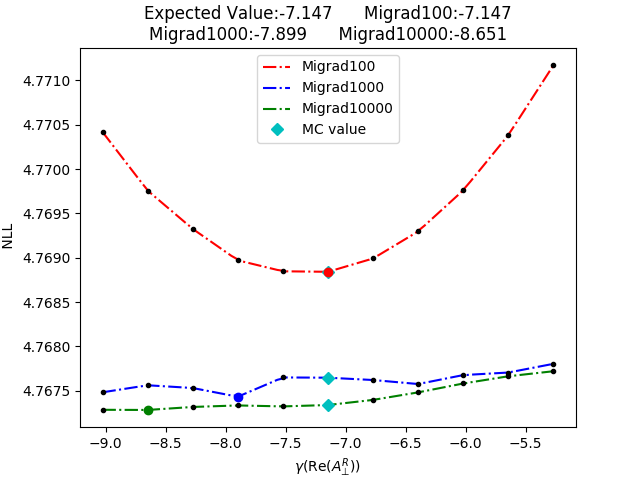 Expected Value:-7.147 Migrad100:-7.147
Migrad1000:-7.899 Migrad10000:-8.651
Migrad100
Migrad1000
Migrad10000
MC value
NLL
4.7710
4.7705
4.7700
4.7695
4.7690
4.7685
4.7680
4.7675
−9.0 −8.5 −8.0 −7.5 −7.0 −6.5 −6.0 −5.5
γ(Re(A⊥^R))